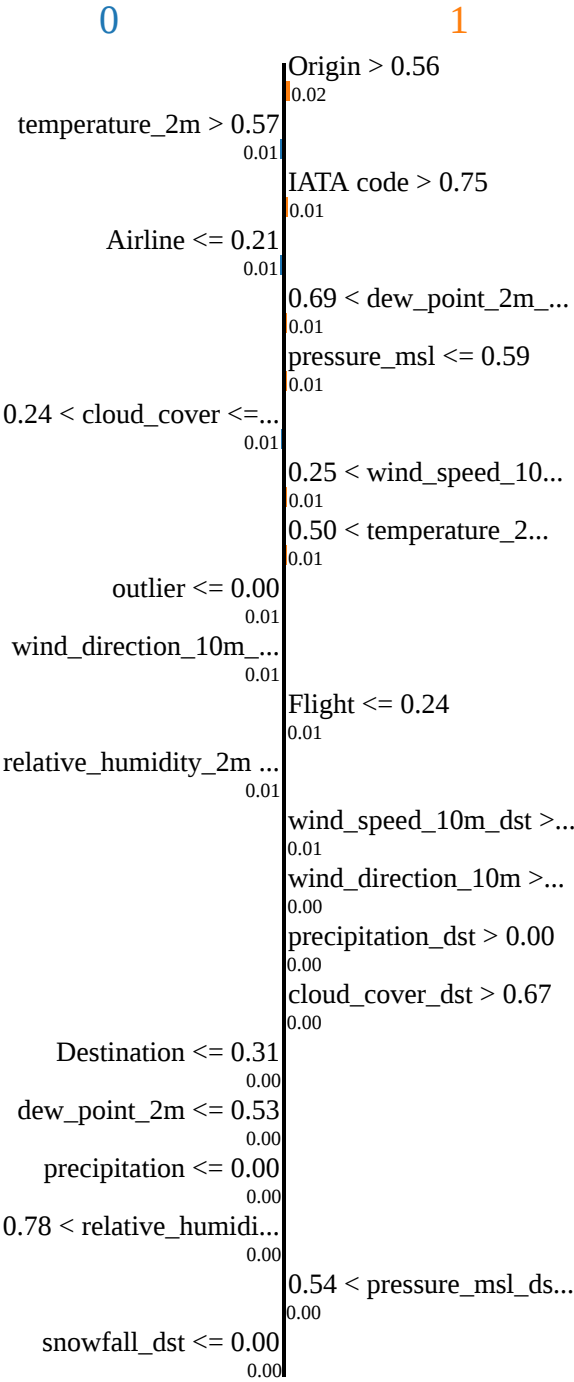 0 1
Origin > 0.56
0.02
temperature_2m > 0.57
0.01
IATA code > 0.75
0.01
Airline <= 0.21
0.01
0.69 < dew_point_2m_...
0.01
pressure_msl <= 0.59
0.01
0.24 < cloud_cover <=...
0.01
0.25 < wind_speed_10...
0.01
0.50 < temperature_2...
0.01
outlier <= 0.00
0.01
wind_direction_10m_...
0.01
Flight <= 0.24
0.01
relative_humidity_2m ...
0.01
wind_speed_10m_dst >...
0.01
wind_direction_10m >...
0.00
precipitation_dst > 0.00
0.00
cloud_cover_dst > 0.67
0.00
Destination <= 0.31
0.00
dew_point_2m <= 0.53
0.00
precipitation <= 0.00
0.00
0.78 < relative_humidi...
0.00
0.54 < pressure_msl_ds...
0.00
snowfall_dst <= 0.00
0.00